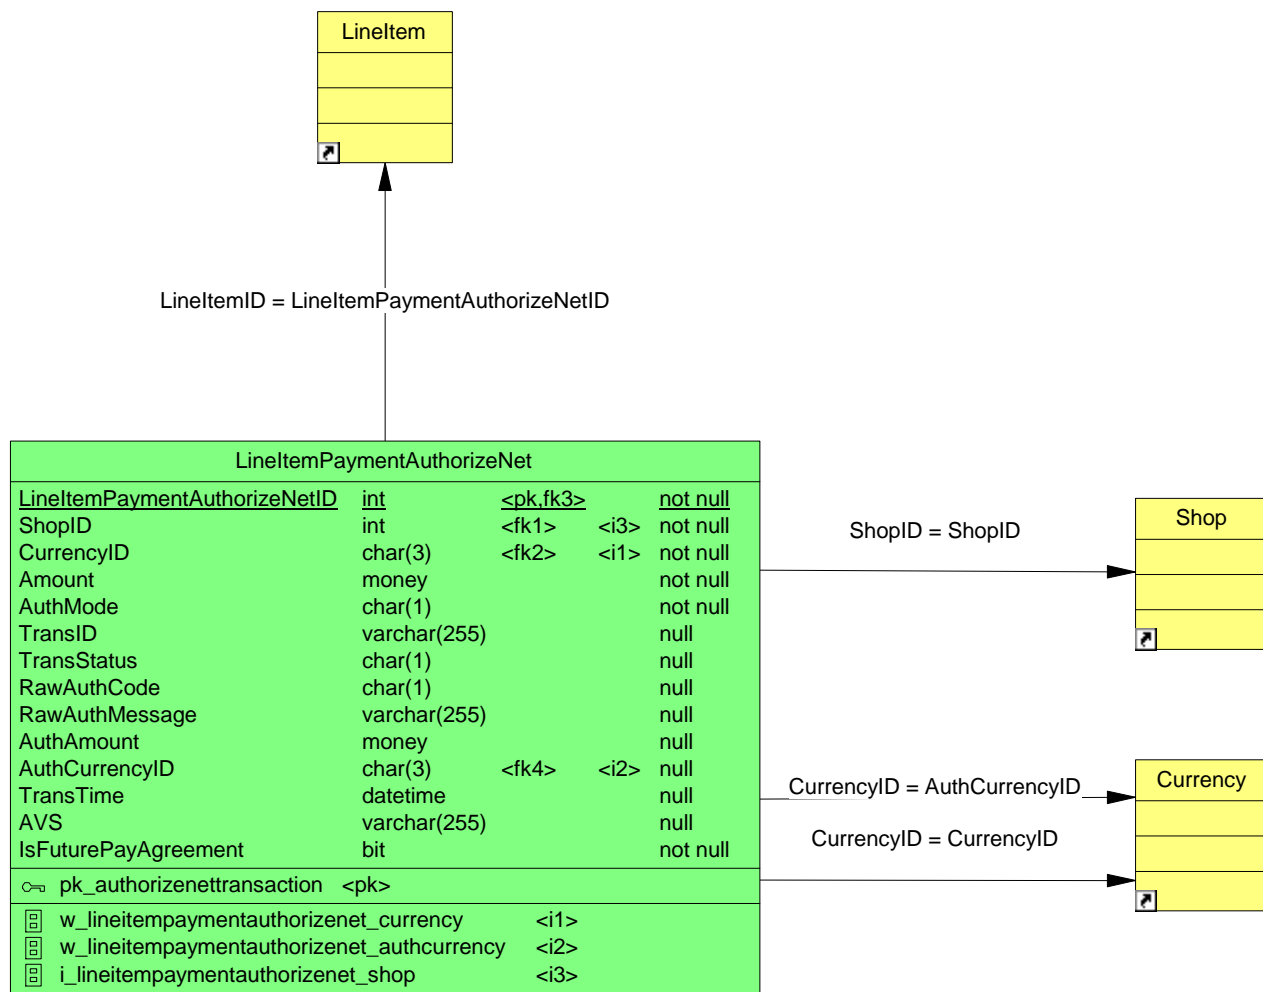 LineItem
LineItemID = LineItemPaymentAuthorizeNetID
LineItemPaymentAuthorizeNet
LineItemPaymentAuthorizeNetID int <pk,fk3> not null
ShopID int <fk1> <i3> not null
CurrencyID char(3) <fk2> <i1> not null
Amount money not null
AuthMode char(1) not null
TransID varchar(255) null
TransStatus char(1) null
RawAuthCode char(1) null
RawAuthMessage varchar(255) null
AuthAmount money null
AuthCurrencyID char(3) <fk4> <i2> null
TransTime datetime null
AVS varchar(255) null
IsFuturePayAgreement bit not null
pk_authorizenettransaction <pk>
w_lineitempaymentauthorizenet_currency <i1>
w_lineitempaymentauthorizenet_authcurrency <i2>
i_lineitempaymentauthorizenet_shop <i3>
ShopID = ShopID
Shop
CurrencyID = AuthCurrencyID
CurrencyID = CurrencyID
Currency